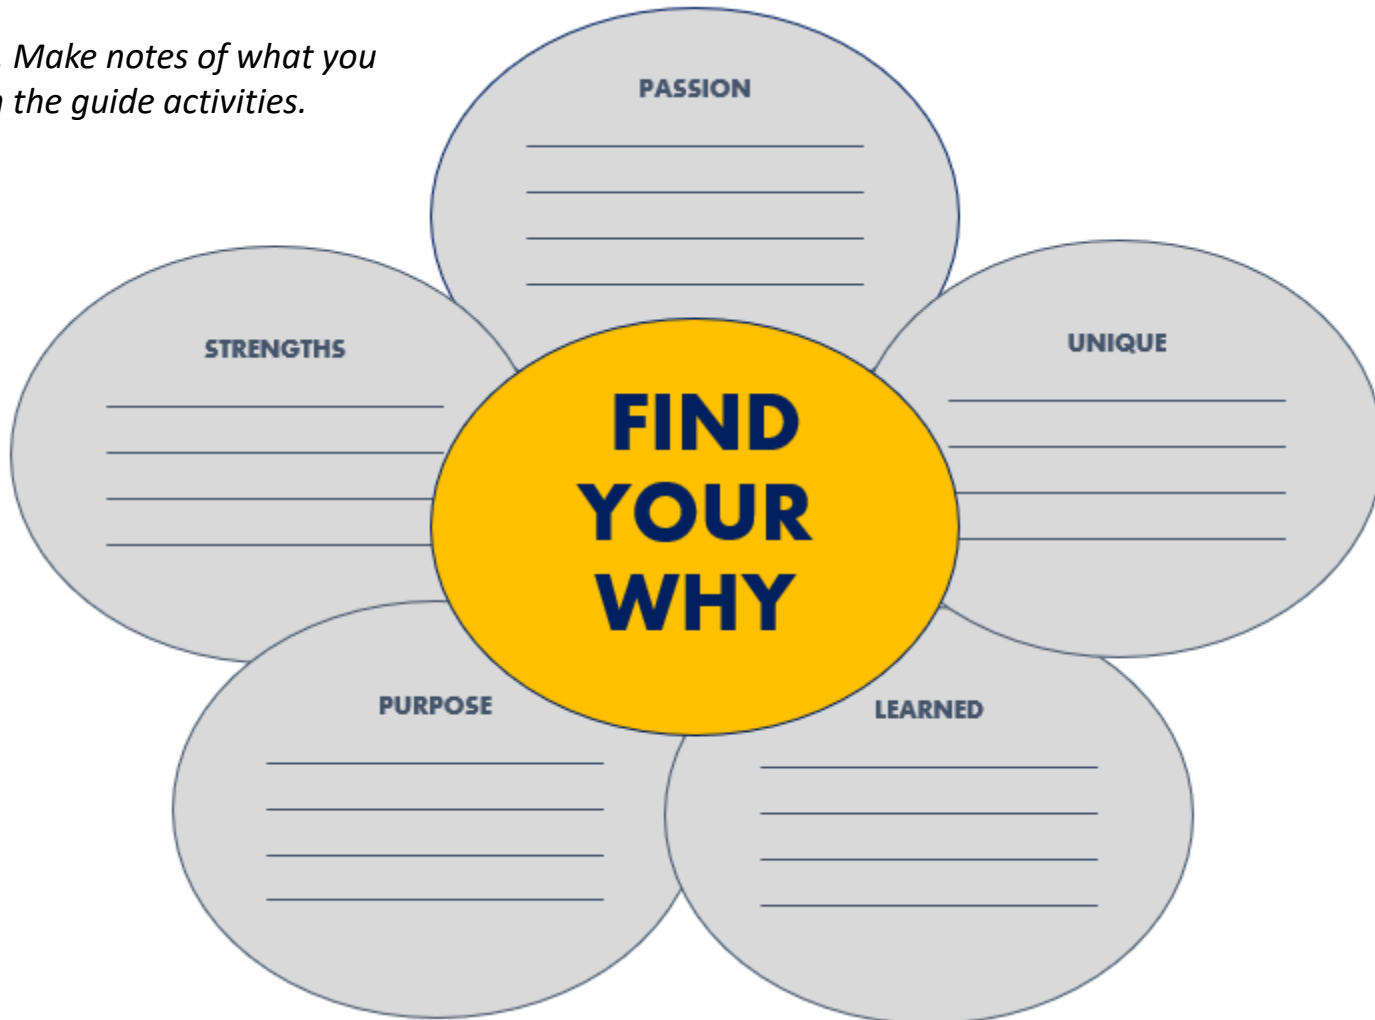 . Make notes of what you
the guide activities.
PASSION
STRENGTHS
UNIQUE
FIND
YOUR
WHY
PURPOSE
LEARNED